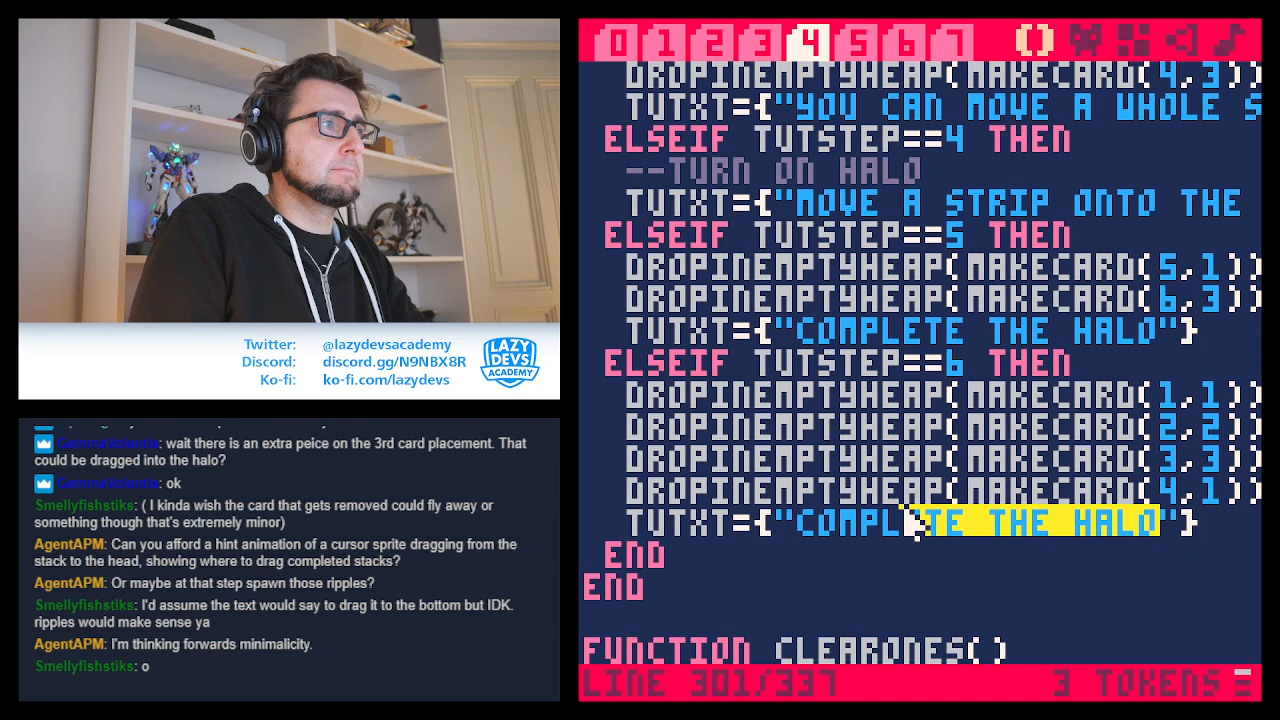 Twitter: @lazydevsacademy
Discord: discord.gg/N9NBX8R
Ko-fi: ko-fi.com/lazydevs
LAZY
DEVS
ACADEMY
GammaVolantis: wait there is an extra peice on the 3rd card placement. That
could be dragged into the halo?
GammaVolantis: ok
Smellyfishstiks: ( I kinda wish the card that gets removed could fly away or
something though that's extremely minor)
AgentAPM: Can you afford a hint animation of a cursor sprite dragging from the
stack to the head, showing where to drag completed stacks?
AgentAPM: Or maybe at that step spawn those ripples?
Smellyfishstiks: I'd assume the text would say to drag it to the bottom but IDK.
ripples would make sense ya
AgentAPM: I'm thinking forwards minimalicity.
Smellyfishstiks: o
0 1 2 3 4 5 6 7 ()
DROPINEMPTYHEAP(MAKECARD(4,3))
TUTXT={"YOU CAN MOVE A WHOLE S
ELSEIF TUTSTEP==4 THEN
--TURN ON HALO
TUTXT={"MOVE A STRIP ONTO THE
ELSEIF TUTSTEP==5 THEN
DROPINEMPTYHEAP(MAKECARD(5,1))
DROPINEMPTYHEAP(MAKECARD(6,3))
TUTXT={"COMPLETE THE HALO"}
ELSEIF TUTSTEP==6 THEN
DROPINEMPTYHEAP(MAKECARD(1,1))
DROPINEMPTYHEAP(MAKECARD(2,2))
DROPINEMPTYHEAP(MAKECARD(3,3))
DROPINEMPTYHEAP(MAKECARD(4,1))
TUTXT={"COMPLETE THE HALO"}
END
END
FUNCTION CLEARONES()
LINE 301/337 3 TOKENS